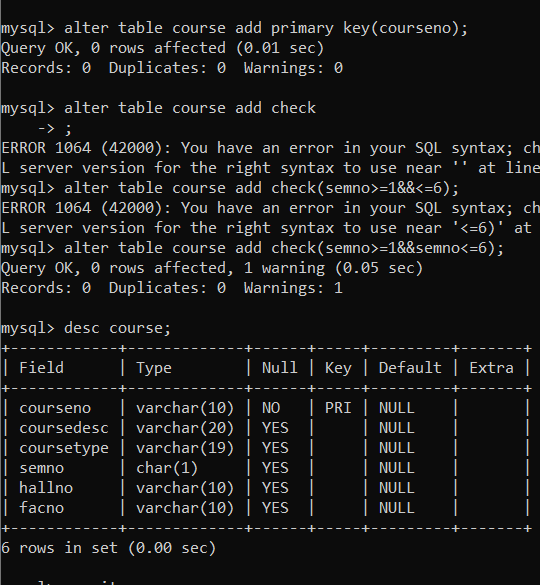 mysql> alter table course add primary key(courseno);
Query OK, 0 rows affected (0.01 sec)
Records: 0  Duplicates: 0  Warnings: 0

mysql> alter table course add check
    -> ;
ERROR 1064 (42000): You have an error in your SQL syntax; ch
L server version for the right syntax to use near '' at line
mysql> alter table course add check(semno>=1&&<=6);
ERROR 1064 (42000): You have an error in your SQL syntax; ch
L server version for the right syntax to use near '<=6)' at
mysql> alter table course add check(semno>=1&&semno<=6);
Query OK, 0 rows affected, 1 warning (0.05 sec)
Records: 0  Duplicates: 0  Warnings: 1

mysql> desc course;
+------------+-------------+------+-----+---------+-------+
| Field      | Type        | Null | Key | Default | Extra |
+------------+-------------+------+-----+---------+-------+
| courseno   | varchar(10) | NO   | PRI | NULL    |       |
| coursedesc | varchar(20) | YES  |     | NULL    |       |
| coursetype | varchar(19) | YES  |     | NULL    |       |
| semno      | char(1)     | YES  |     | NULL    |       |
| hallno     | varchar(10) | YES  |     | NULL    |       |
| facno      | varchar(10) | YES  |     | NULL    |       |
+------------+-------------+------+-----+---------+-------+
6 rows in set (0.00 sec)